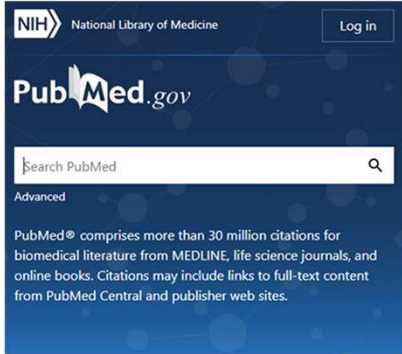 NIH National Library of Medicine Log in
PubMed.gov
Search PubMed
Advanced
PubMed® comprises more than 30 million citations for
biomedical literature from MEDLINE, life science journals, and
online books. Citations may include links to full-text content
from PubMed Central and publisher web sites.